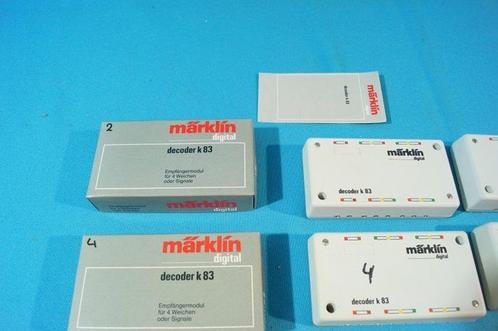 märklin
decoder k 83
2
märklin
digital
decoder k 83
Empfängermodul
für 4 Weichen
oder Signale
märklin
digital
märklin
digital
decoder k 83
4
märklin
digital
decoder k 83
Empfängermodul
für 4 Weichen
oder Signale
märklin
digital
4
decoder k 83